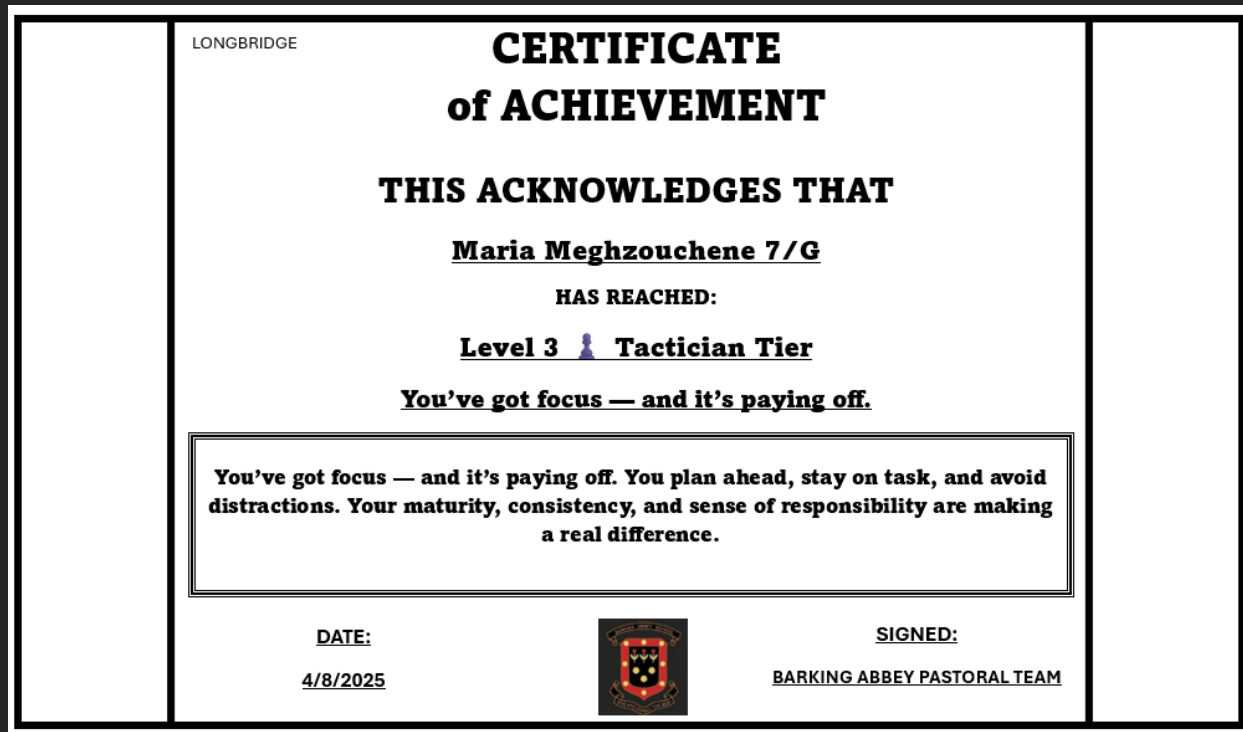 LONGBRIDGE
CERTIFICATE
of ACHIEVEMENT
THIS ACKNOWLEDGES THAT
Maria Meghzouchene 7/G
HAS REACHED:
Level 3 ♟ Tactician Tier
You’ve got focus — and it’s paying off.
You’ve got focus — and it’s paying off. You plan ahead, stay on task, and avoid
distractions. Your maturity, consistency, and sense of responsibility are making
a real difference.
DATE:
4/8/2025
SIGNED:
BARKING ABBEY PASTORAL TEAM
BARKING ABBEY SCHOOL